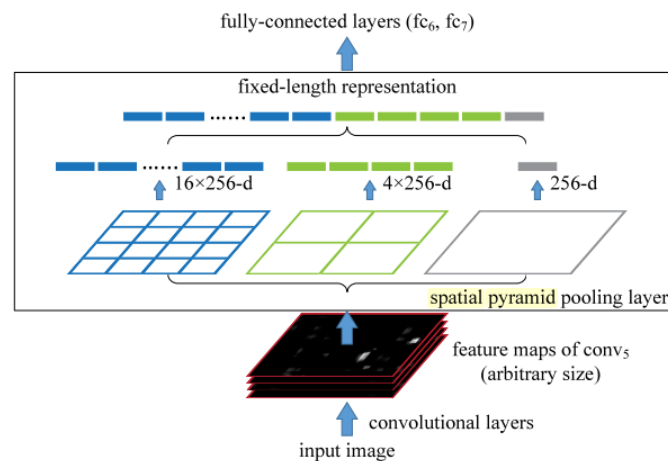 fully-connected layers (fc₆, fc₇)
fixed-length representation
......
......
16×256-d
4×256-d
256-d
spatial pyramid pooling layer
feature maps of conv₅
(arbitrary size)
convolutional layers
input image